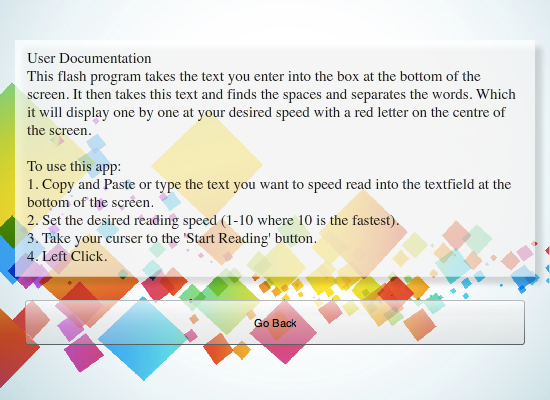 User Documentation
This flash program takes the text you enter into the box at the bottom of the
screen. It then takes this text and finds the spaces and separates the words. Which
it will display one by one at your desired speed with a red letter on the centre of
the screen.
To use this app:
1. Copy and Paste or type the text you want to speed read into the textfield at the
bottom of the screen.
2. Set the desired reading speed (1-10 where 10 is the fastest).
3. Take your curser to the 'Start Reading' button.
4. Left Click.
Go Back